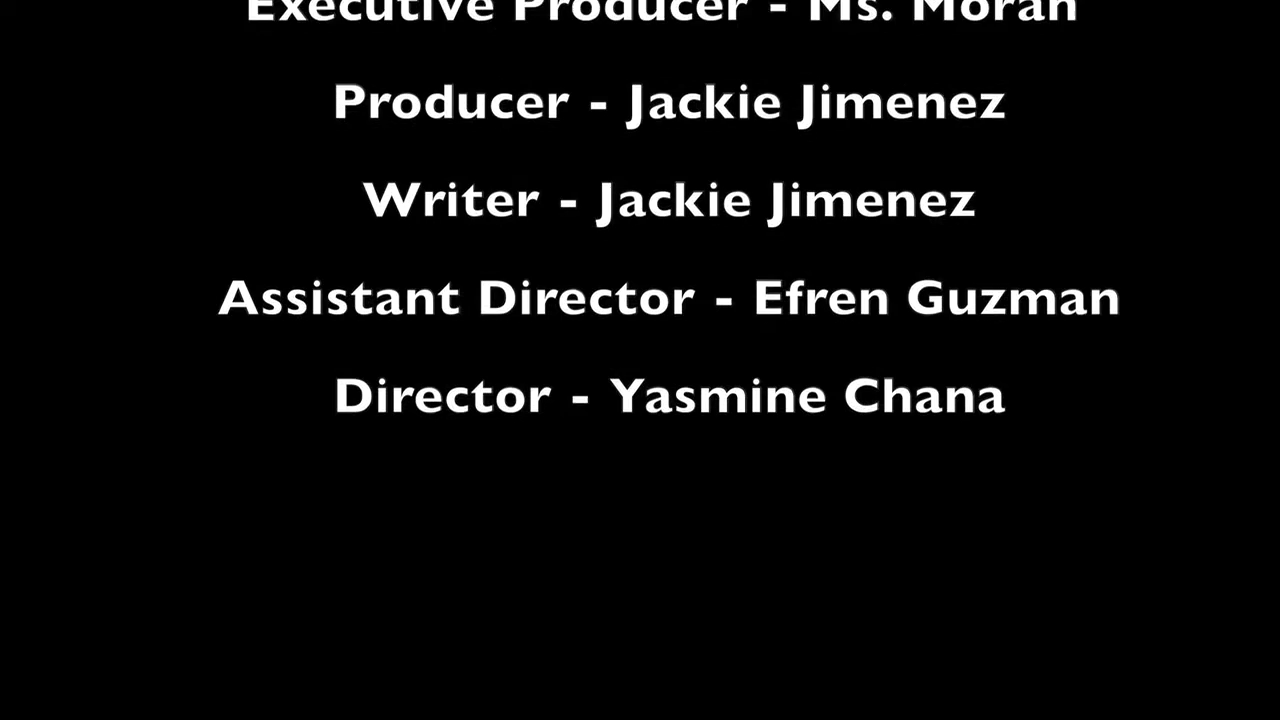 Executive Producer - Ms. Moran
Producer - Jackie Jimenez
Writer - Jackie Jimenez
Assistant Director - Efren Guzman
Director - Yasmine Chana